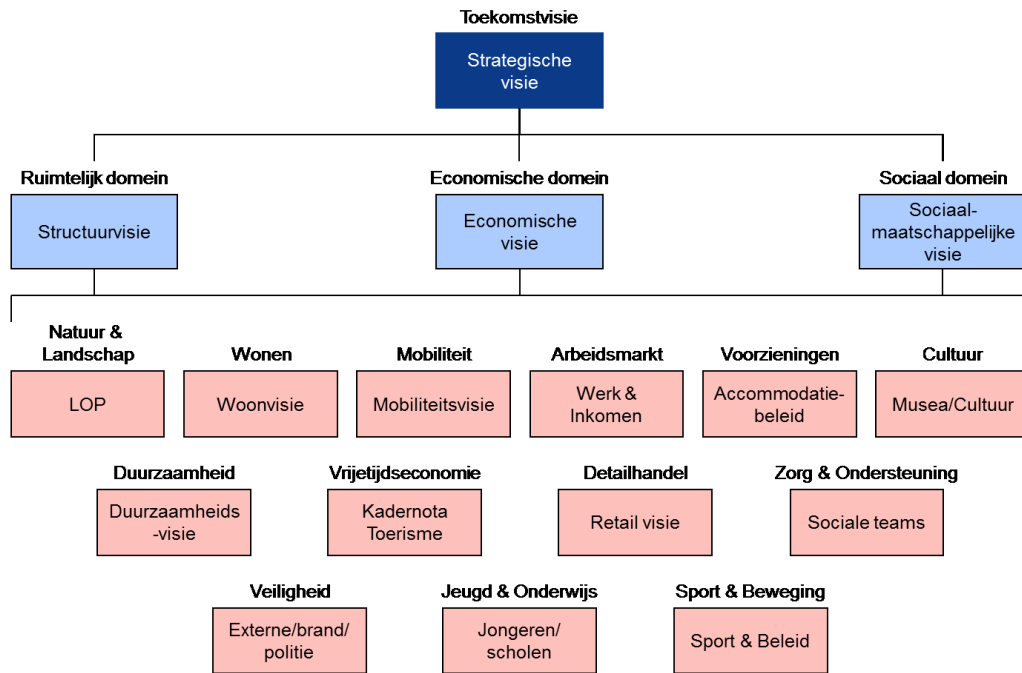 Toekomstvisie
Strategische
visie
Ruimtelijk domein
Economische domein
Sociaal domein
Structuurvisie
Economische
visie
Sociaal-
maatschappelijke
visie
Natuur &
Landschap
Wonen
Mobiliteit
Arbeidsmarkt
Voorzieningen
Cultuur
LOP
Woonvisie
Mobiliteitsvisie
Werk &
Inkomen
Accommodatie-
beleid
Musea/Cultuur
Duurzaamheid
Vrijetijdseconomie
Detailhandel
Zorg & Ondersteuning
Duurzaamheids
-visie
Kadernota
Toerisme
Retail visie
Sociale teams
Veiligheid
Jeugd & Onderwijs
Sport & Beweging
Externe/brand/
politie
Jongeren/
scholen
Sport & Beleid